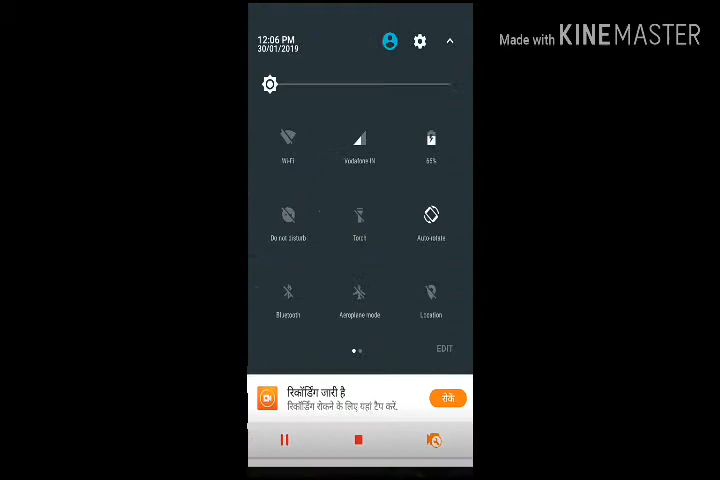 Made with KINEMASTER
12:06 PM
30/01/2019
Wi-Fi
Vodafone IN
66%
Do not disturb
Torch
Auto-rotate
Bluetooth
Aeroplane mode
Location
EDIT
रिकॉर्डिंग जारी है
रिकॉर्डिंग रोकने के लिए यहां टैप करें.
रोकें